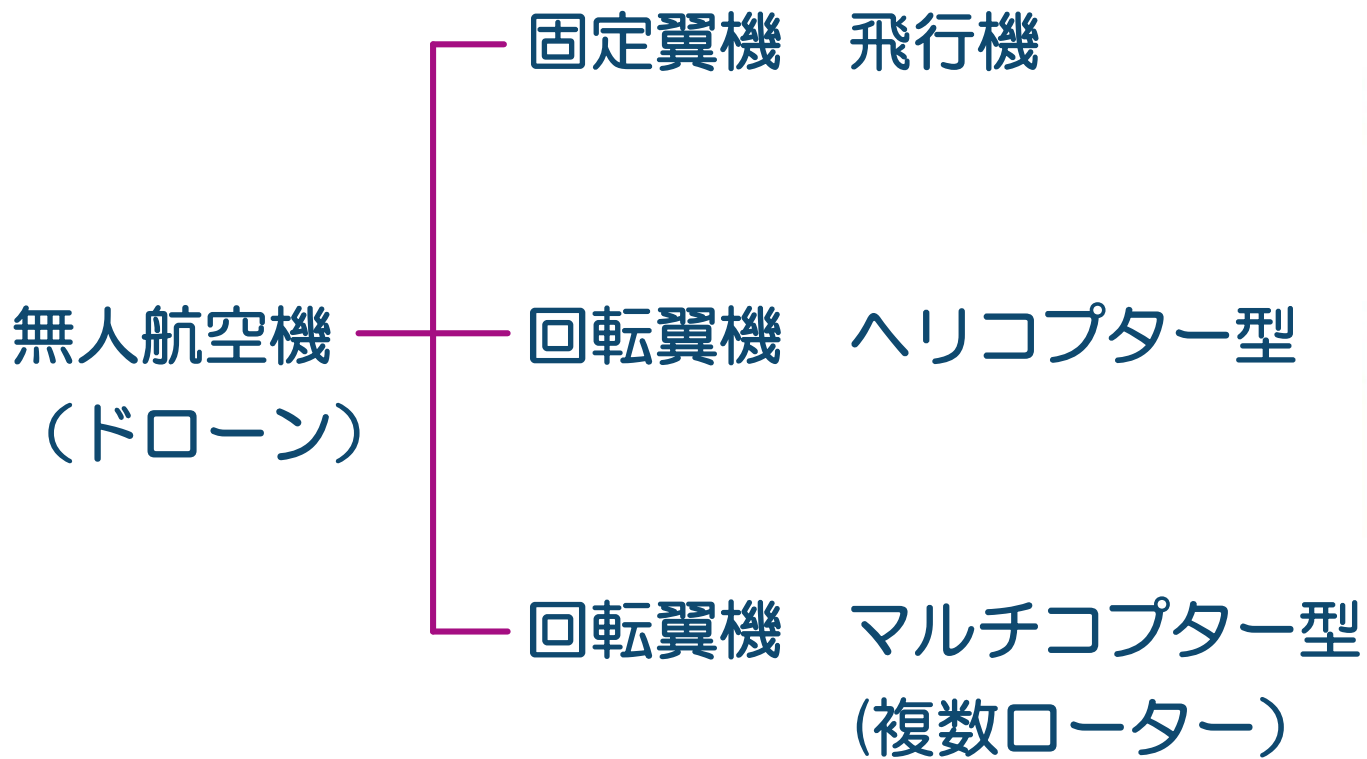 固定翼機　飛行機
無人航空機
（ドローン）
回転翼機　ヘリコプター型
回転翼機　マルチコプター型
(複数ローター）